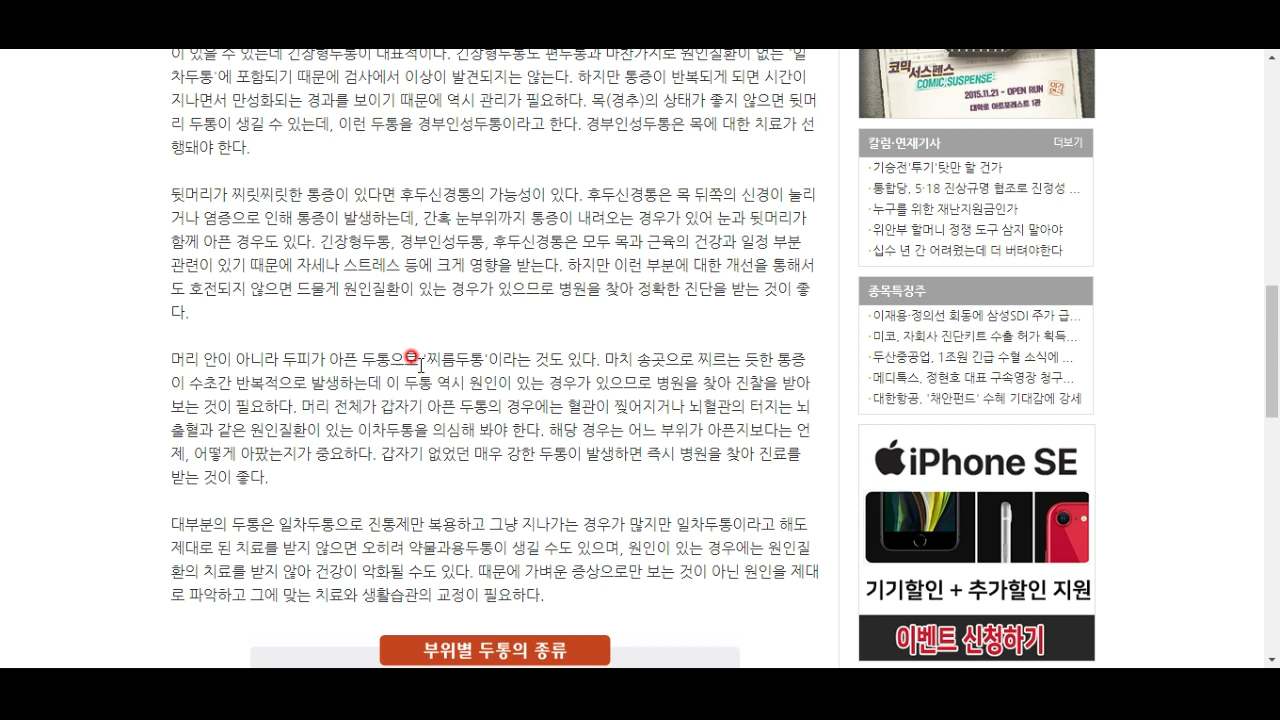 이 있을 수 있는데 긴장형두통이 대표적이다. 긴장형두통도 편두통과 마찬가지로 원인질환이 없는 '일
차두통'에 포함되기 때문에 검사에서 이상이 발견되지는 않는다. 하지만 통증이 반복되게 되면 시간이
지나면서 만성화되는 경과를 보이기 때문에 역시 관리가 필요하다. 목(경추)의 상태가 좋지 않으면 뒷머
리 두통이 생길 수 있는데, 이런 두통을 경부인성두통이라고 한다. 경부인성두통은 목에 대한 치료가 선
행돼야 한다.
뒷머리가 찌릿찌릿한 통증이 있다면 후두신경통의 가능성이 있다. 후두신경통은 목 뒤쪽의 신경이 눌리
거나 염증으로 인해 통증이 발생하는데, 간혹 눈부위까지 통증이 내려오는 경우가 있어 눈과 뒷머리가
함께 아픈 경우도 있다. 긴장형두통, 경부인성두통, 후두신경통은 모두 목과 근육의 건강과 일정 부분
관련이 있기 때문에 자세나 스트레스 등에 크게 영향을 받는다. 하지만 이런 부분에 대한 개선을 통해서
도 호전되지 않으면 드물게 원인질환이 있는 경우가 있으므로 병원을 찾아 정확한 진단을 받는 것이 좋
다.
머리 안이 아니라 두피가 아픈 두통으로 '찌름두통'이라는 것도 있다. 마치 송곳으로 찌르는 듯한 통증
이 수초간 반복적으로 발생하는데 이 두통 역시 원인이 있는 경우가 있으므로 병원을 찾아 진찰을 받아
보는 것이 필요하다. 머리 전체가 갑자기 아픈 두통의 경우에는 혈관이 찢어지거나 뇌혈관의 터지는 뇌
출혈과 같은 원인질환이 있는 이차두통을 의심해 봐야 한다. 해당 경우는 어느 부위가 아픈지보다는 언
제, 어떻게 아팠는지가 중요하다. 갑자기 없었던 매우 강한 두통이 발생하면 즉시 병원을 찾아 진료를
받는 것이 좋다.
대부분의 두통은 일차두통으로 진통제만 복용하고 그냥 지나가는 경우가 많지만 일차두통이라고 해도
제대로 된 치료를 받지 않으면 오히려 약물과용두통이 생길 수도 있으며, 원인이 있는 경우에는 원인질
환의 치료를 받지 않아 건강이 악화될 수도 있다. 때문에 가벼운 증상으로만 보는 것이 아닌 원인을 제대
로 파악하고 그에 맞는 치료와 생활습관의 교정이 필요하다.
부위별 두통의 종류
코믹서스펜스
COMIC;SUSPENSE
2015.11.21 - OPEN RUN
대학로 아트포레스트 1관
칼럼·연재기사 더보기
·기승전'투기'탓만 할 건가
·통합당, 5·18 진상규명 협조로 진정성 ...
·누구를 위한 재난지원금인가
·위안부 할머니 정쟁 도구 삼지 말아야
·십수 년 간 어려웠는데 더 버텨야한다
종목특징주
·이재용·정의선 회동에 삼성SDI 주가 급...
·미코, 자회사 진단키트 수출 허가 획득...
·두산중공업, 1조원 긴급 수혈 소식에 ...
·메디톡스, 정현호 대표 구속영장 청구...
·대한항공, '채안펀드' 수혜 기대감에 강세
iPhone SE
기기할인 + 추가할인 지원
이벤트 신청하기